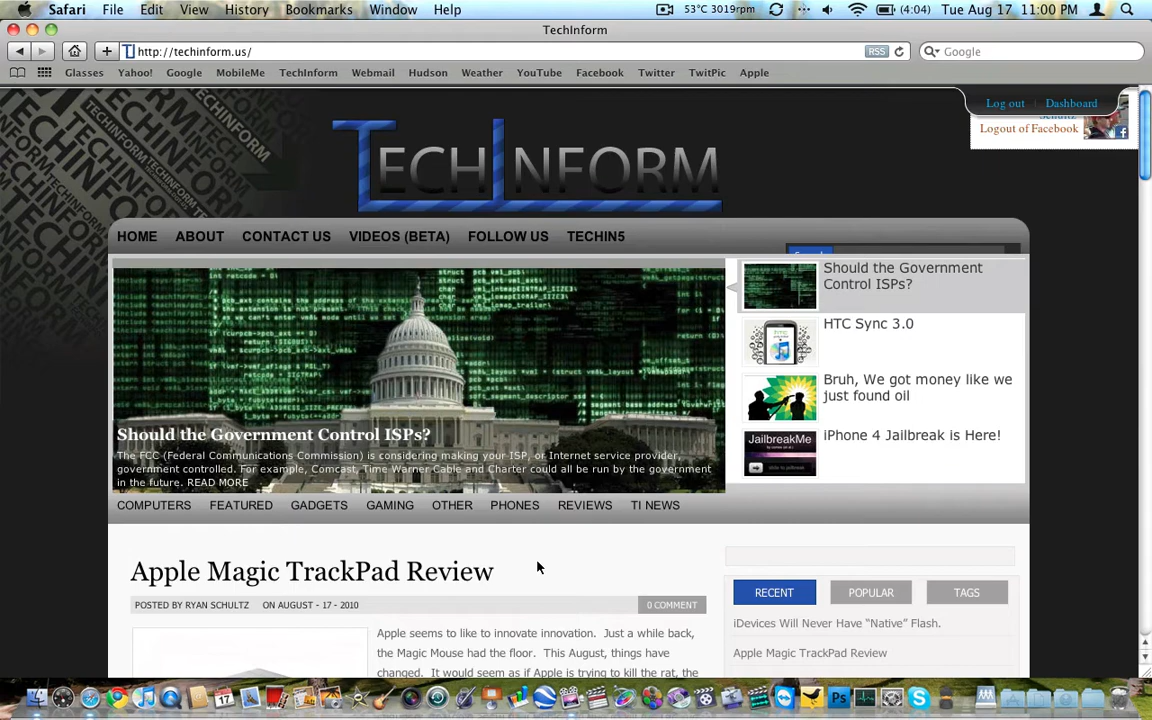 Safari File Edit View History Bookmarks Window Help 53°C 3019rpm (4:04) Tue Aug 17 11:00 PM
TechInform
http://techinform.us/ RSS Google
Glasses Yahoo! Google MobileMe TechInform Webmail Hudson Weather YouTube Facebook Twitter TwitPic Apple
Log out Dashboard
Logout of Facebook
TECHINFORM
HOME ABOUT CONTACT US VIDEOS (BETA) FOLLOW US TECHIN5
Should the Government
Control ISPs?
HTC Sync 3.0
Bruh, We got money like we
just found oil
iPhone 4 Jailbreak is Here!
JailbreakMe
Should the Government Control ISPs?
The FCC (Federal Communications Commission) is considering making your ISP, or Internet service provider,
government controlled. For example, Comcast, Time Warner Cable and Charter could all be run by the government
in the future. READ MORE
COMPUTERS FEATURED GADGETS GAMING OTHER PHONES REVIEWS TI NEWS
Apple Magic TrackPad Review
POSTED BY RYAN SCHULTZ ON AUGUST - 17 - 2010 0 COMMENT
Apple seems to like to innovate innovation. Just a while back,
the Magic Mouse had the floor. This August, things have
changed. It would seem as if Apple is trying to kill the rat, the
RECENT POPULAR TAGS
iDevices Will Never Have “Native” Flash.
Apple Magic TrackPad Review